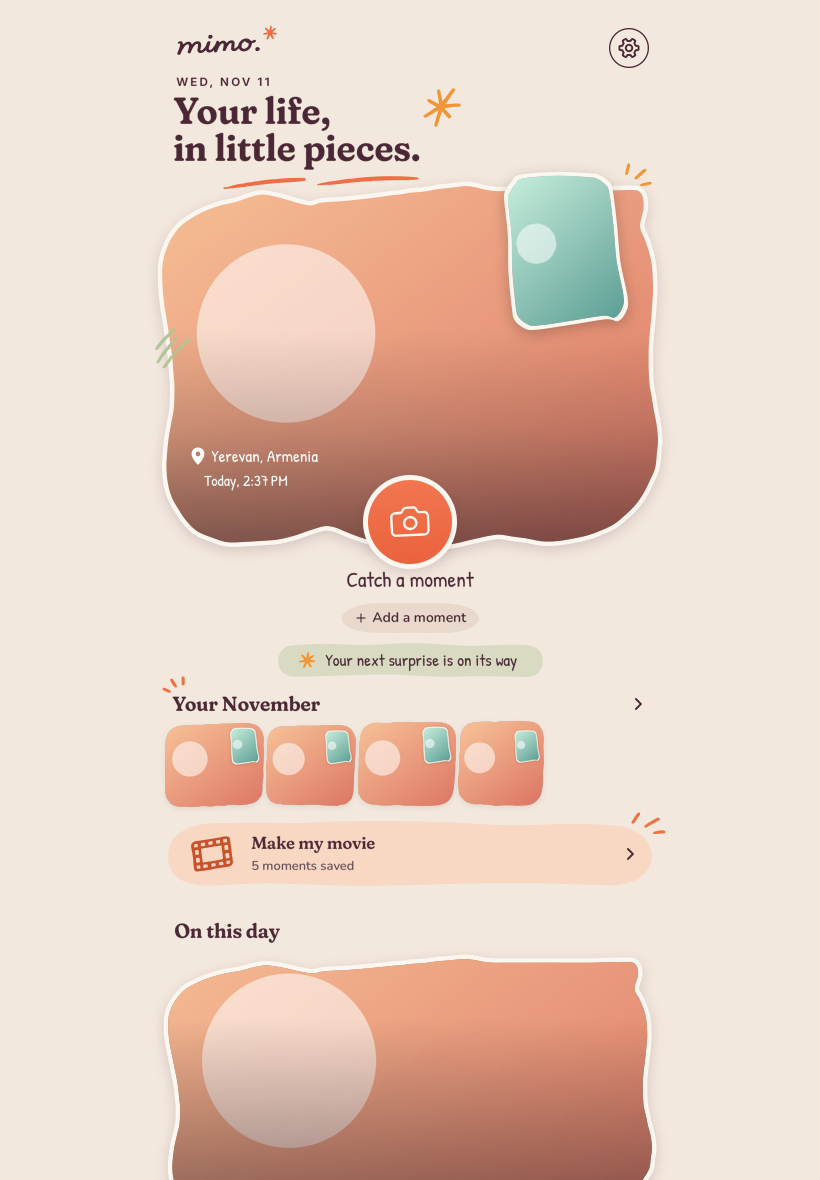 mimo.
WED, NOV 11
Your life,
in little pieces.
Yerevan, Armenia
Today, 2:37 PM
Catch a moment
+ Add a moment
Your next surprise is on its way
Your November
Make my movie
5 moments saved
On this day